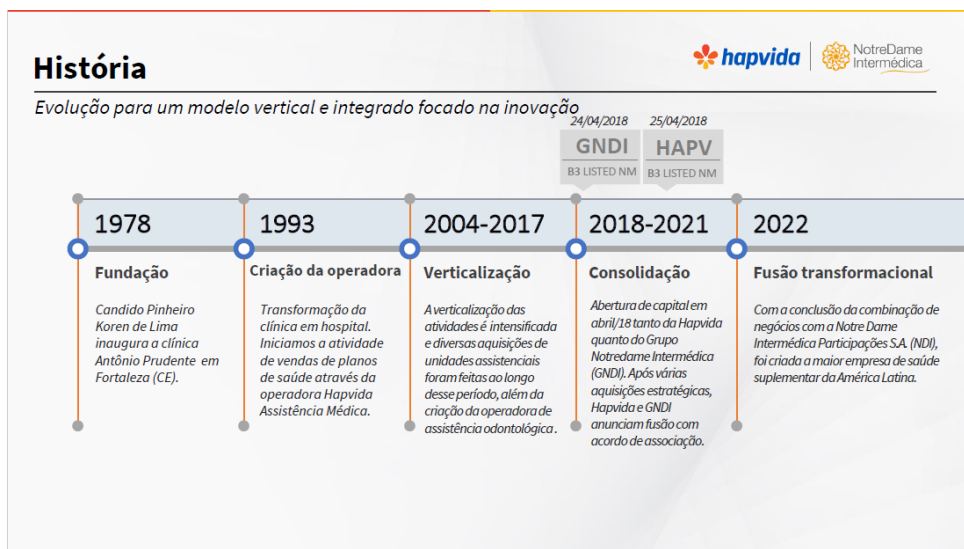 História
hapvida
NotreDame
Intermédica
Evolução para um modelo vertical e integrado focado na inovação
24/04/2018
GNDI
B3 LISTED NM
25/04/2018
HAPV
B3 LISTED NM
1978
Fundação
Candido Pinheiro
Koren de Lima
inaugura a clínica
Antônio Prudente em
Fortaleza (CE).
1993
Criação da operadora
Transformação da
clínica em hospital.
Iniciamos a atividade
de vendas de planos
de saúde através da
operadora Hapvida
Assistência Médica.
2004-2017
Verticalização
A verticalização das
atividades é intensificada
e diversas aquisições de
unidades assistenciais
foram feitas ao longo
desse período, além da
criação da operadora de
assistência odontológica.
2018-2021
Consolidação
Abertura de capital em
abril/18 tanto da Hapvida
quanto do Grupo
Notredame Intermédica
(GNDI). Após várias
aquisições estratégicas,
Hapvida e GNDI
anunciam fusão com
acordo de associação.
2022
Fusão transformacional
Com a conclusão da combinação de
negócios com a Notre Dame
Intermédica Participações S.A. (NDI),
foi criada a maior empresa de saúde
suplementar da América Latina.